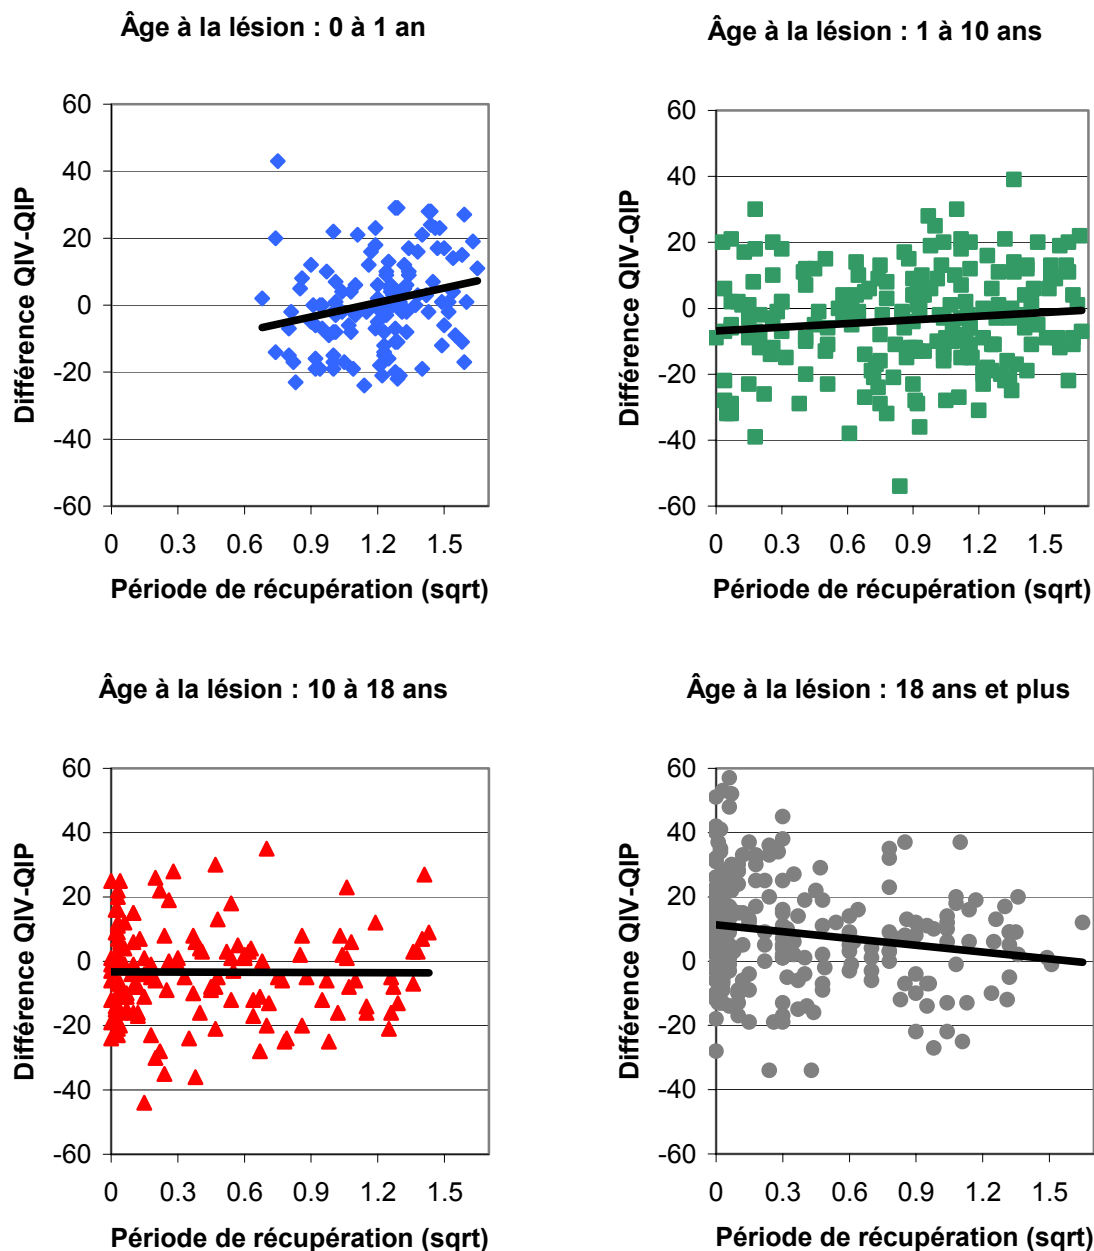 Âge à la lésion : 0 à 1 an
Différence QIV-QIP
60
40
20
0
-20
-40
-60
0 0.3 0.6 0.9 1.2 1.5
Période de récupération (sqrt)
Âge à la lésion : 1 à 10 ans
Différence QIV-QIP
60
40
20
0
-20
-40
-60
0 0.3 0.6 0.9 1.2 1.5
Période de récupération (sqrt)
Âge à la lésion : 10 à 18 ans
Différence QIV-QIP
60
40
20
0
-20
-40
-60
0 0.3 0.6 0.9 1.2 1.5
Période de récupération (sqrt)
Âge à la lésion : 18 ans et plus
Différence QIV-QIP
60
40
20
0
-20
-40
-60
0 0.3 0.6 0.9 1.2 1.5
Période de récupération (sqrt)